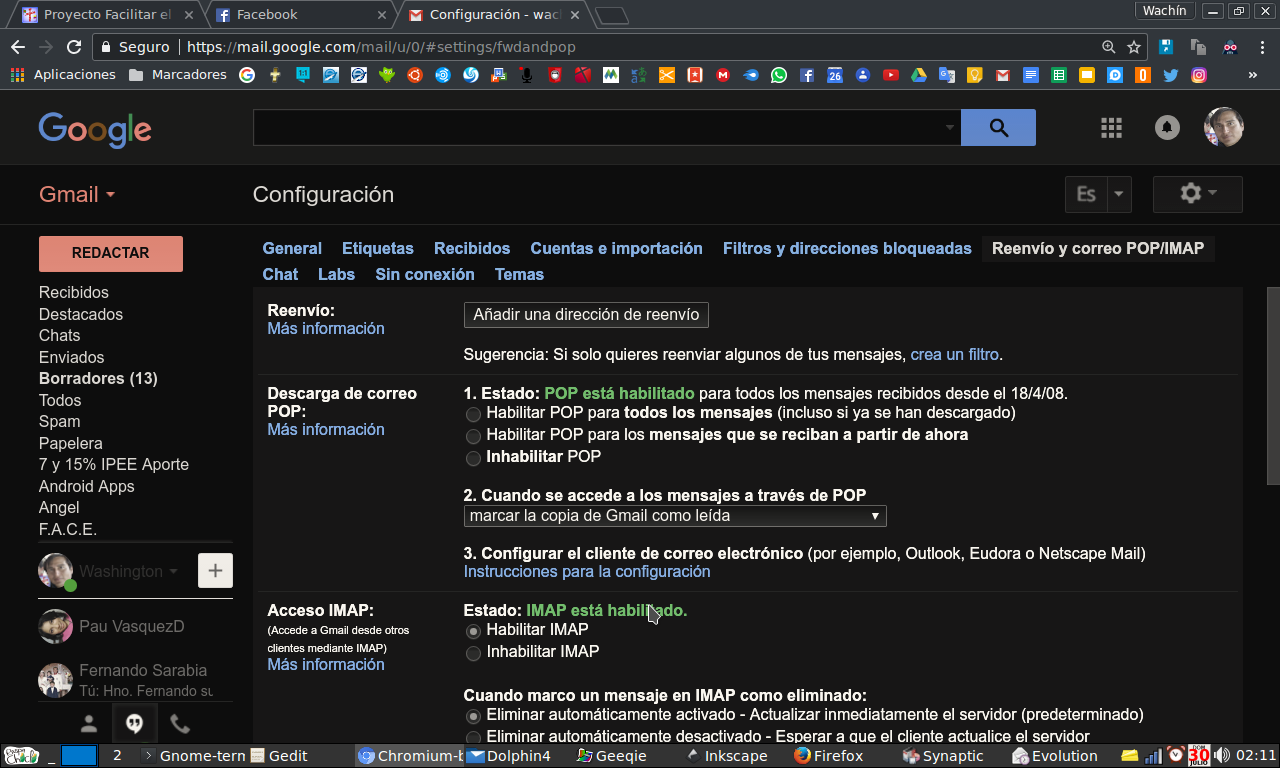 Proyecto Facilitar el
Facebook
Configuración - wac
Wachín
Seguro
https://mail.google.com/mail/u/0/#settings/fwdandpop
Aplicaciones
Marcadores
26
»
Google
Gmail
Configuración
Es
REDACTAR
General Etiquetas Recibidos Cuentas e importación Filtros y direcciones bloqueadas Reenvío y correo POP/IMAP
Chat Labs Sin conexión Temas
Recibidos
Destacados
Chats
Enviados
Borradores (13)
Todos
Spam
Papelera
7 y 15% IPEE Aporte
Android Apps
Angel
F.A.C.E.
Washington
Pau VasquezD
Fernando Sarabia
Tú: Hno. Fernando su
Reenvío:
Más información
Añadir una dirección de reenvío
Sugerencia: Si solo quieres reenviar algunos de tus mensajes, crea un filtro.
Descarga de correo
POP:
Más información
1. Estado: POP está habilitado para todos los mensajes recibidos desde el 18/4/08.
Habilitar POP para todos los mensajes (incluso si ya se han descargado)
Habilitar POP para los mensajes que se reciban a partir de ahora
Inhabilitar POP
2. Cuando se accede a los mensajes a través de POP
marcar la copia de Gmail como leída
3. Configurar el cliente de correo electrónico (por ejemplo, Outlook, Eudora o Netscape Mail)
Instrucciones para la configuración
Acceso IMAP:
(Accede a Gmail desde otros
clientes mediante IMAP)
Más información
Estado: IMAP está habilitado.
Habilitar IMAP
Inhabilitar IMAP
Cuando marco un mensaje en IMAP como eliminado:
Eliminar automáticamente activado - Actualizar inmediatamente el servidor (predeterminado)
Eliminar automáticamente desactivado - Esperar a que el cliente actualice el servidor
2
Gnome-tern
Gedit
Chromium-b
Dolphin4
Geeqie
Inkscape
Firefox
Synaptic
Evolution
DOM
30
JULIO
02:11